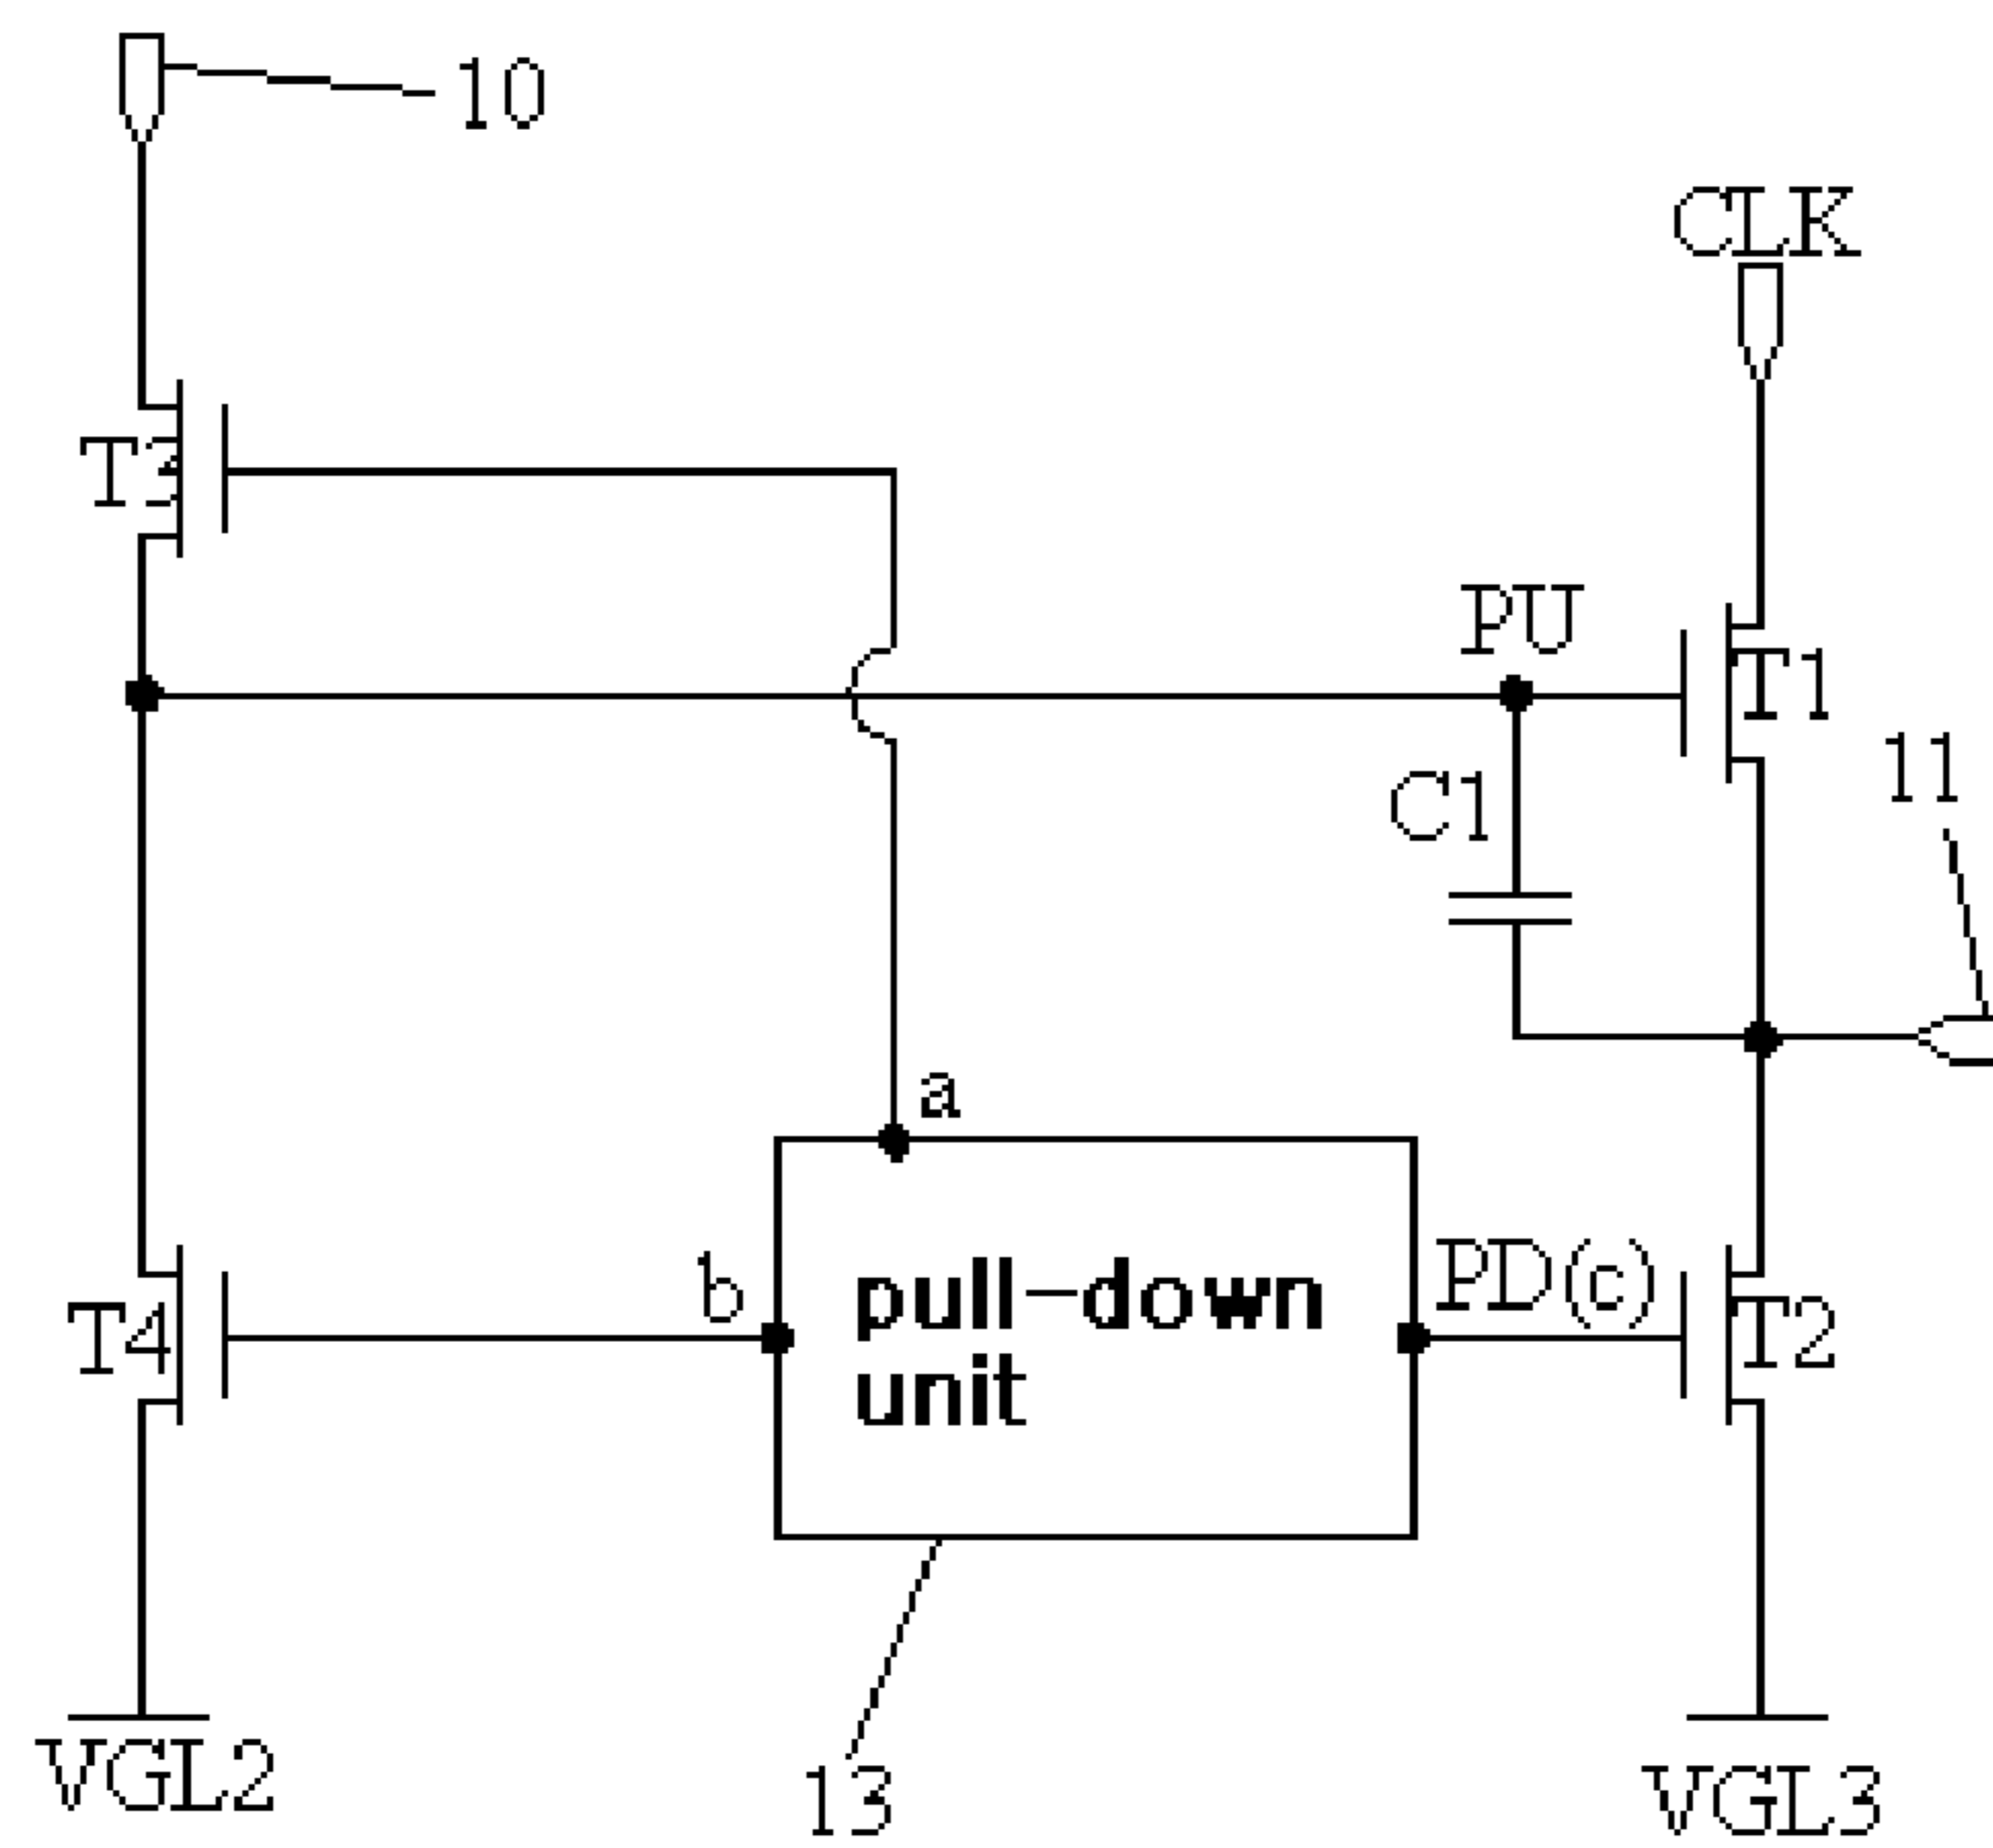 10
CLK
T3
PU
T1
11
C1
a
b
pull-down
unit
PD(c)
T4
T2
VGL2
13
VGL3